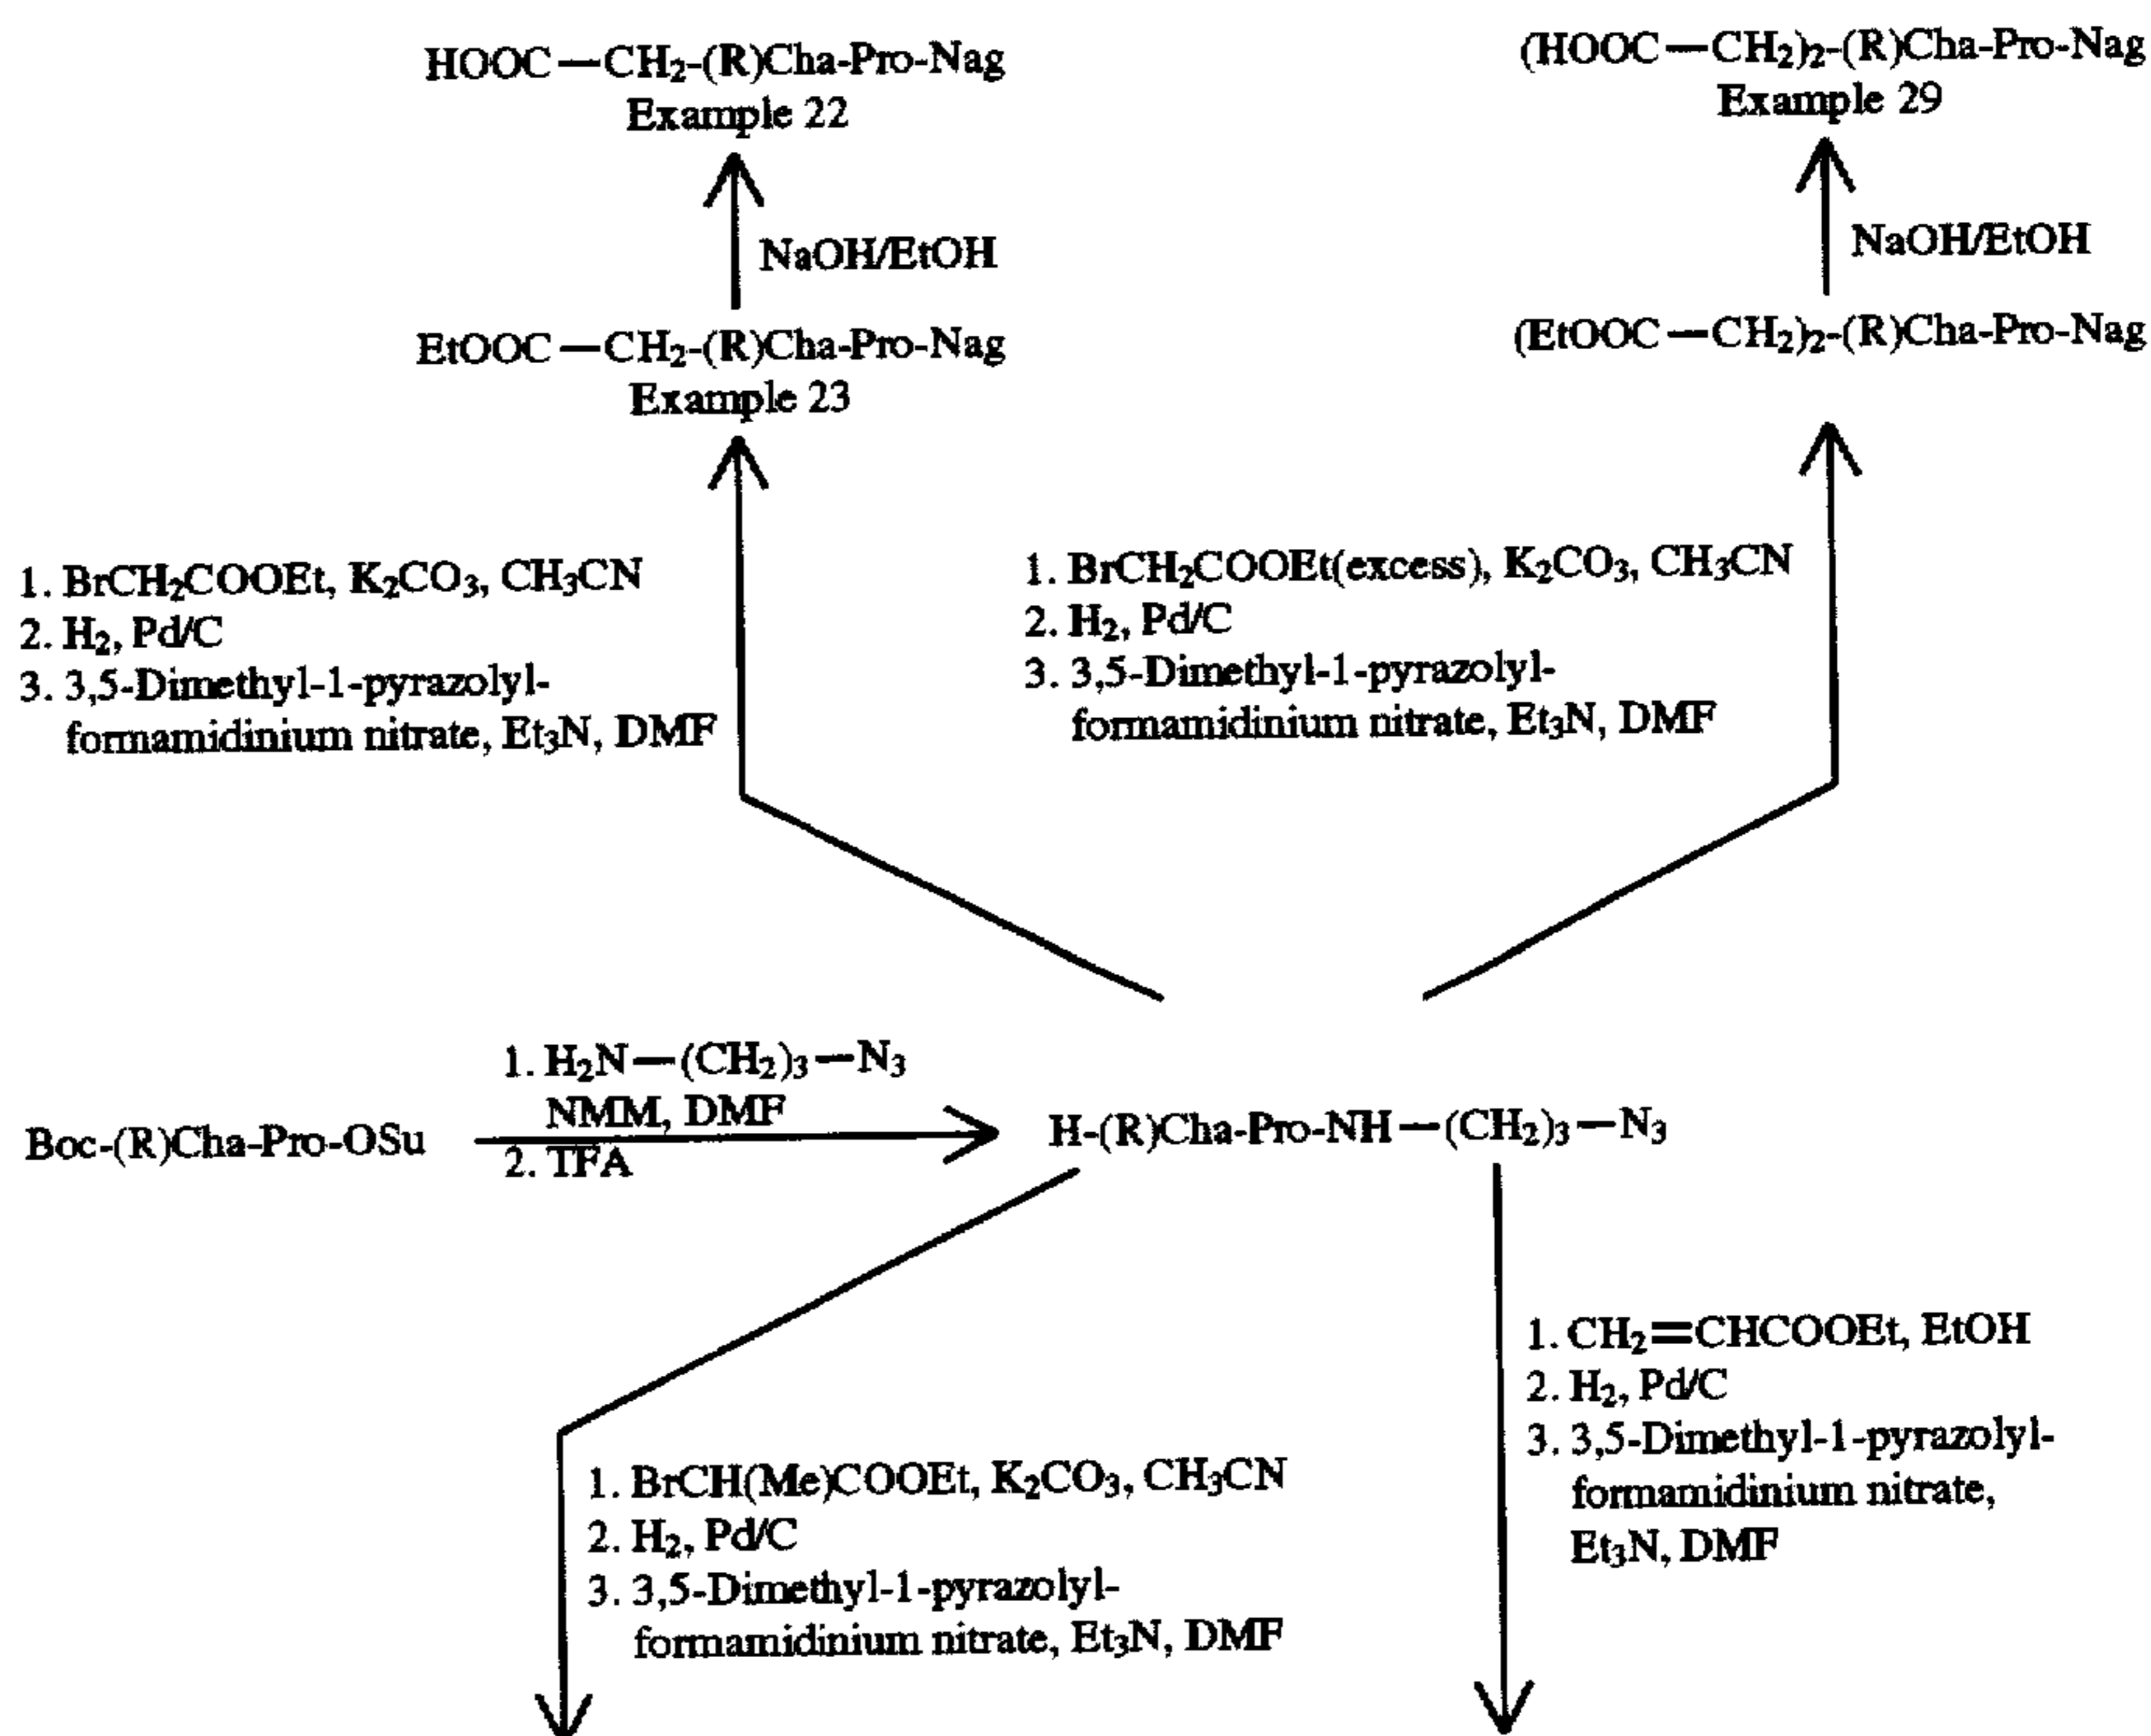 HOOC—CH₂-(R)Cha-Pro-Nag
Example 22
(HOOC—CH₂)₂-(R)Cha-Pro-Nag
Example 29
NaOH/EtOH
NaOH/EtOH
EtOOC—CH₂-(R)Cha-Pro-Nag
Example 23
(EtOOC—CH₂)₂-(R)Cha-Pro-Nag
1. BrCH₂COOEt, K₂CO₃, CH₃CN
2. H₂, Pd/C
3. 3,5-Dimethyl-1-pyrazolyl-
formamidinium nitrate, Et₃N, DMF
1. BrCH₂COOEt(excess), K₂CO₃, CH₃CN
2. H₂, Pd/C
3. 3,5-Dimethyl-1-pyrazolyl-
formamidinium nitrate, Et₃N, DMF
Boc-(R)Cha-Pro-OSu
1. H₂N—(CH₂)₃—N₃
NMM, DMF
2. TFA
H-(R)Cha-Pro-NH—(CH₂)₃—N₃
1. BrCH(Me)COOEt, K₂CO₃, CH₃CN
2. H₂, Pd/C
3. 3,5-Dimethyl-1-pyrazolyl-
formamidinium nitrate, Et₃N, DMF
1. CH₂=CHCOOEt, EtOH
2. H₂, Pd/C
3. 3,5-Dimethyl-1-pyrazolyl-
formamidinium nitrate,
Et₃N, DMF